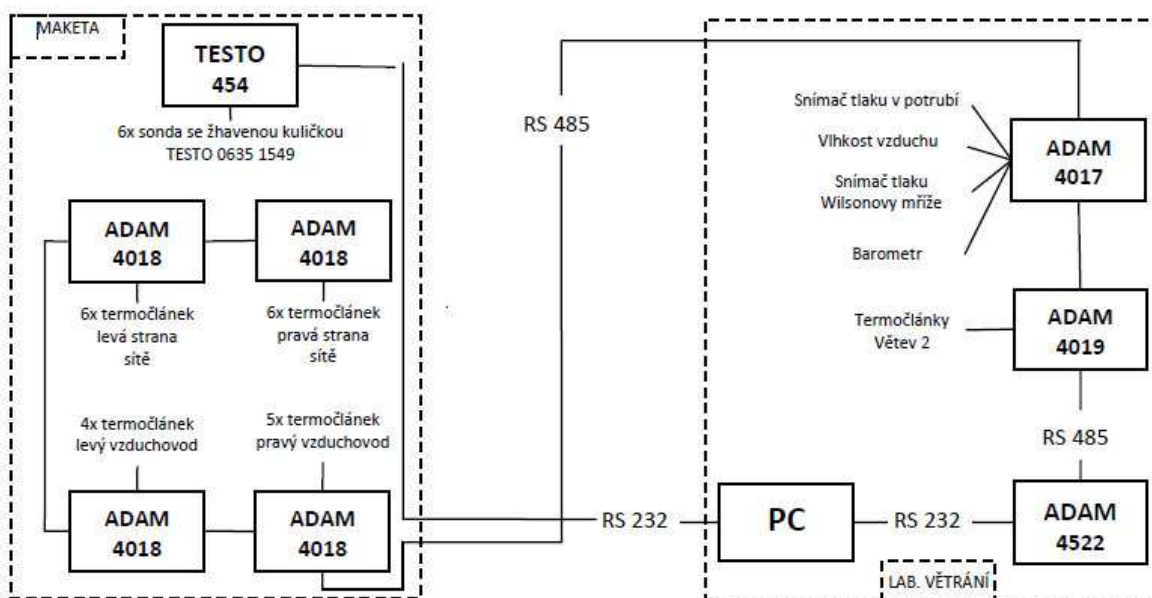 MAKETA
TESTO
454
6x sonda se žhavenou kuličkou
TESTO 0635 1549
ADAM
4018
ADAM
4018
6x termočlánek
levá strana
sítě
6x termočlánek
pravá strana
sítě
4x termočlánek
levý vzduchovod
5x termočlánek
pravý vzduchovod
ADAM
4018
ADAM
4018
RS 485
RS 232
Snímač tlaku v potrubí
Vlhkost vzduchu
Snímač tlaku
Wilsonovy mříže
Barometr
ADAM
4017
Termočlánky
Větev 2
ADAM
4019
RS 485
PC
RS 232
ADAM
4522
LAB. VĚTRÁNÍ